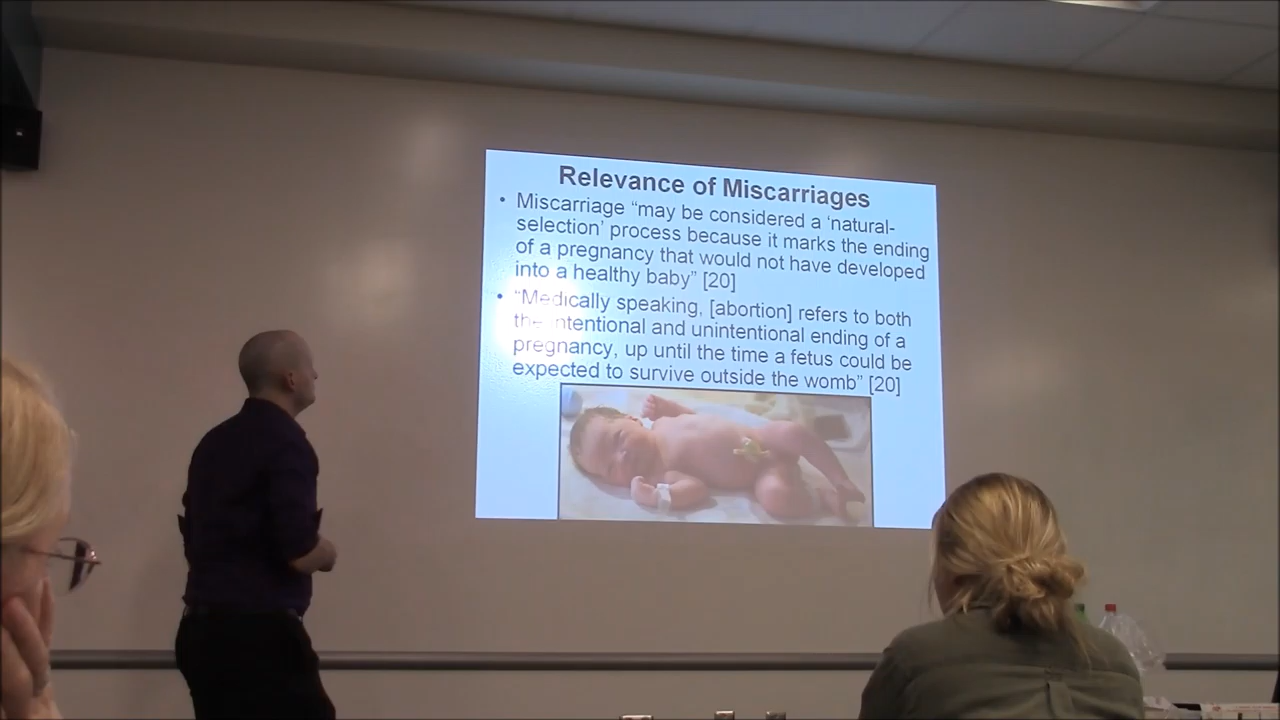 Relevance of Miscarriages
• Miscarriage “may be considered a ‘natural-
selection’ process because it marks the ending
of a pregnancy that would not have developed
into a healthy baby” [20]
• “Medically speaking, [abortion] refers to both
the intentional and unintentional ending of a
pregnancy, up until the time a fetus could be
expected to survive outside the womb” [20]